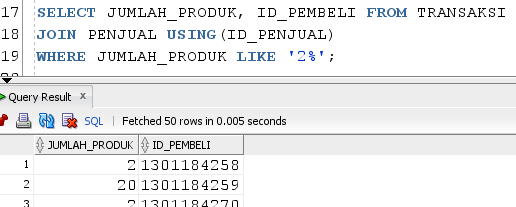 17 SELECT JUMLAH_PRODUK, ID_PEMBELI FROM TRANSAKSI
18 JOIN PENJUAL USING(ID_PENJUAL)
19 WHERE JUMLAH_PRODUK LIKE '2%';
Query Result x
SQL | Fetched 50 rows in 0.005 seconds
JUMLAH_PRODUK ID_PEMBELI
1 2 1301184258
2 20 1301184259
3 2 1301184270